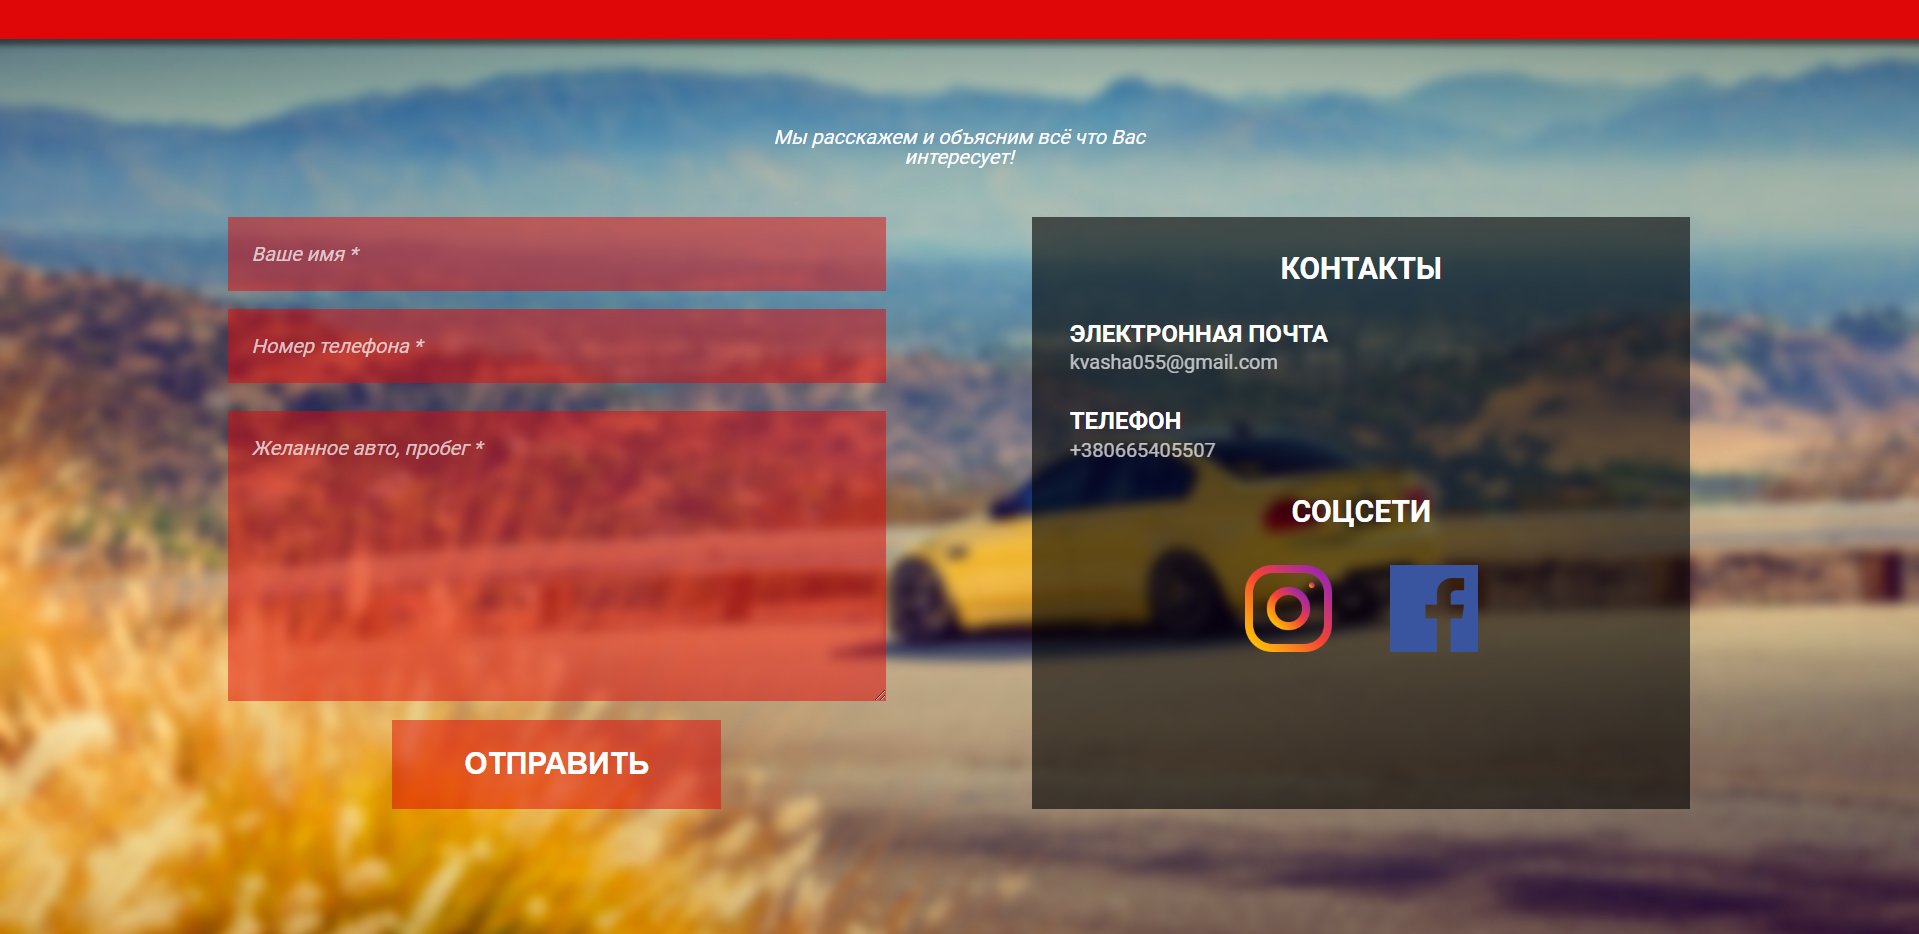 Мы расскажем и объясним всё что Вас
интересует!
Ваше имя *
Номер телефона *
Желанное авто, пробег *
ОТПРАВИТЬ
КОНТАКТЫ
ЭЛЕКТРОННАЯ ПОЧТА
kvasha055@gmail.com
ТЕЛЕФОН
+380665405507
СОЦСЕТИ